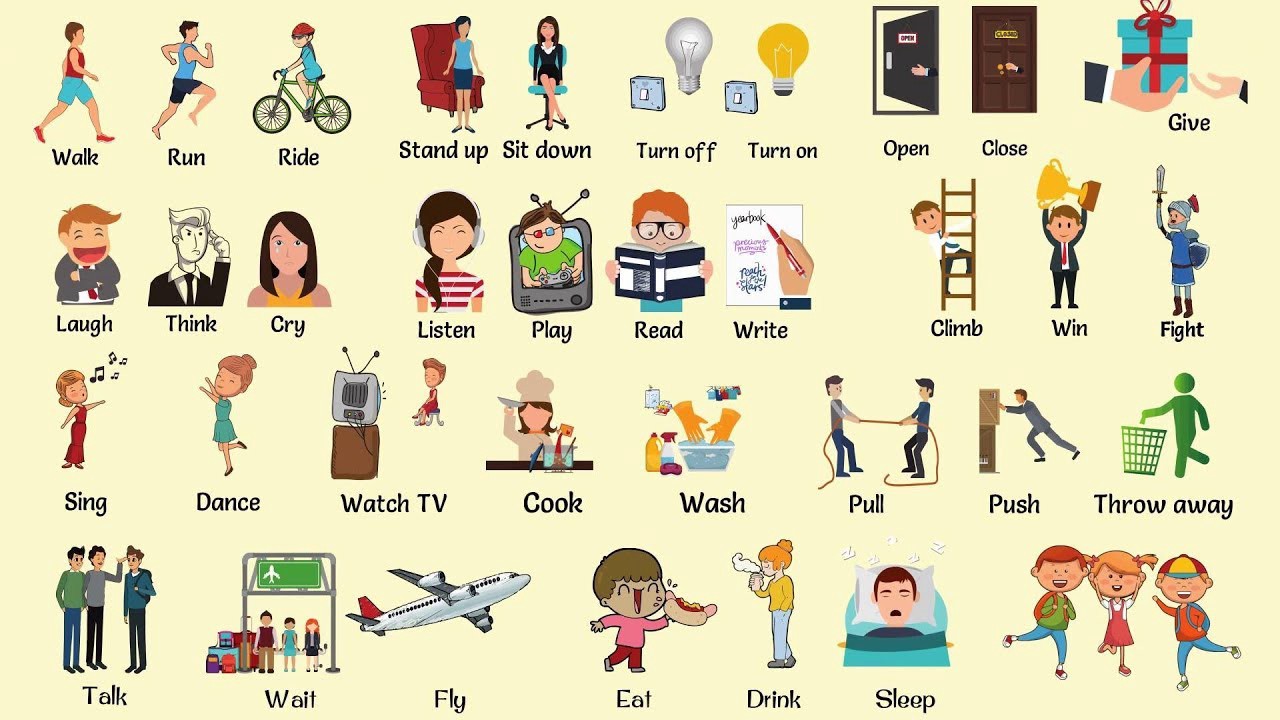 OPEN
CLOSED
Walk
Run
Ride
Stand up
Sit down
Turn off
Turn on
Open
Close
Give
yearbook
precious
moments
Laugh
Think
Cry
Listen
Play
Read
Write
Climb
Win
Fight
Sing
Dance
Watch TV
Cook
Wash
Pull
Push
Throw away
Talk
Wait
Fly
Eat
Drink
Sleep